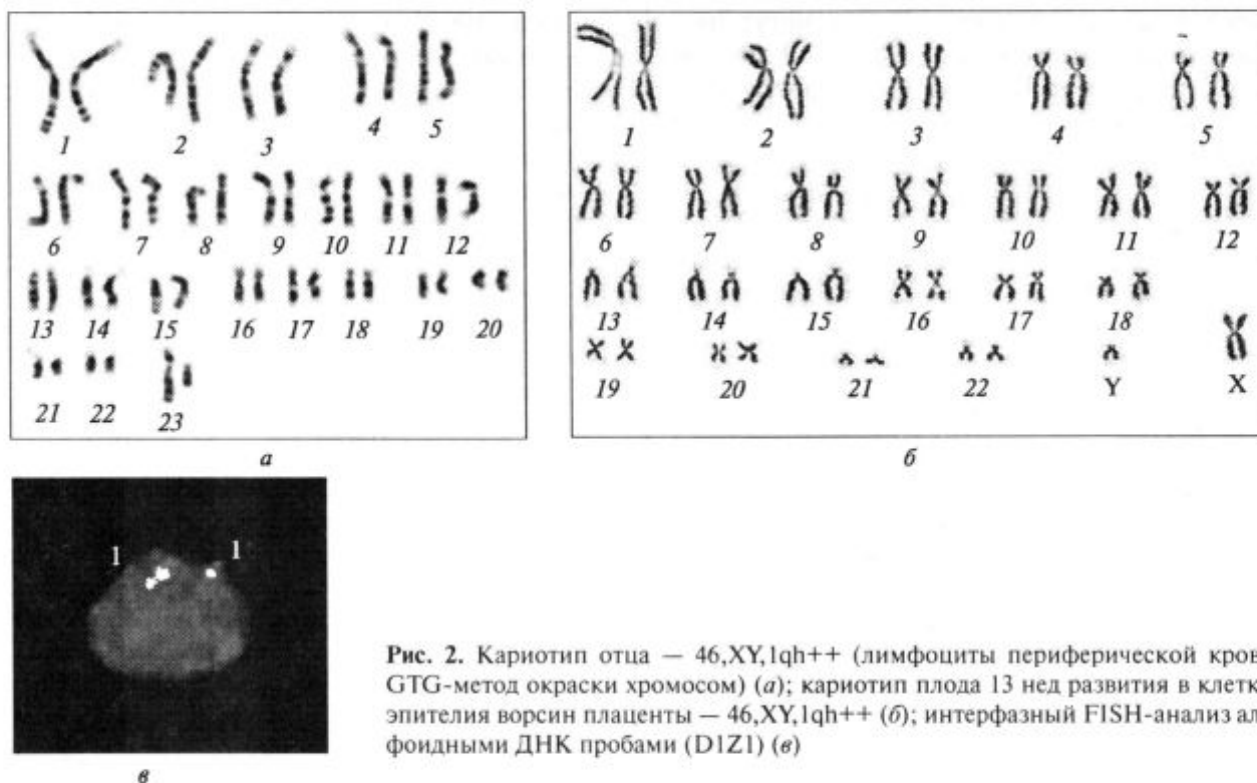 1 2 3 4 5
6 7 8 9 10 11 12
13 14 15 16 17 18 19 20
21 22 23
а
1 2 3 4 5
6 7 8 9 10 11 12
13 14 15 16 17 18
19 20 21 22 Y X
б
1 1
в
Рис. 2. Кариотип отца — 46,XY,1qh++ (лимфоциты периферической кров
GTG-метод окраски хромосом) (а); кариотип плода 13 нед развития в клетк
эпителия ворсин плаценты — 46,XY,1qh++ (б); интерфазный FISH-анализ ал
фоидными ДНК пробами (D1Z1) (в)